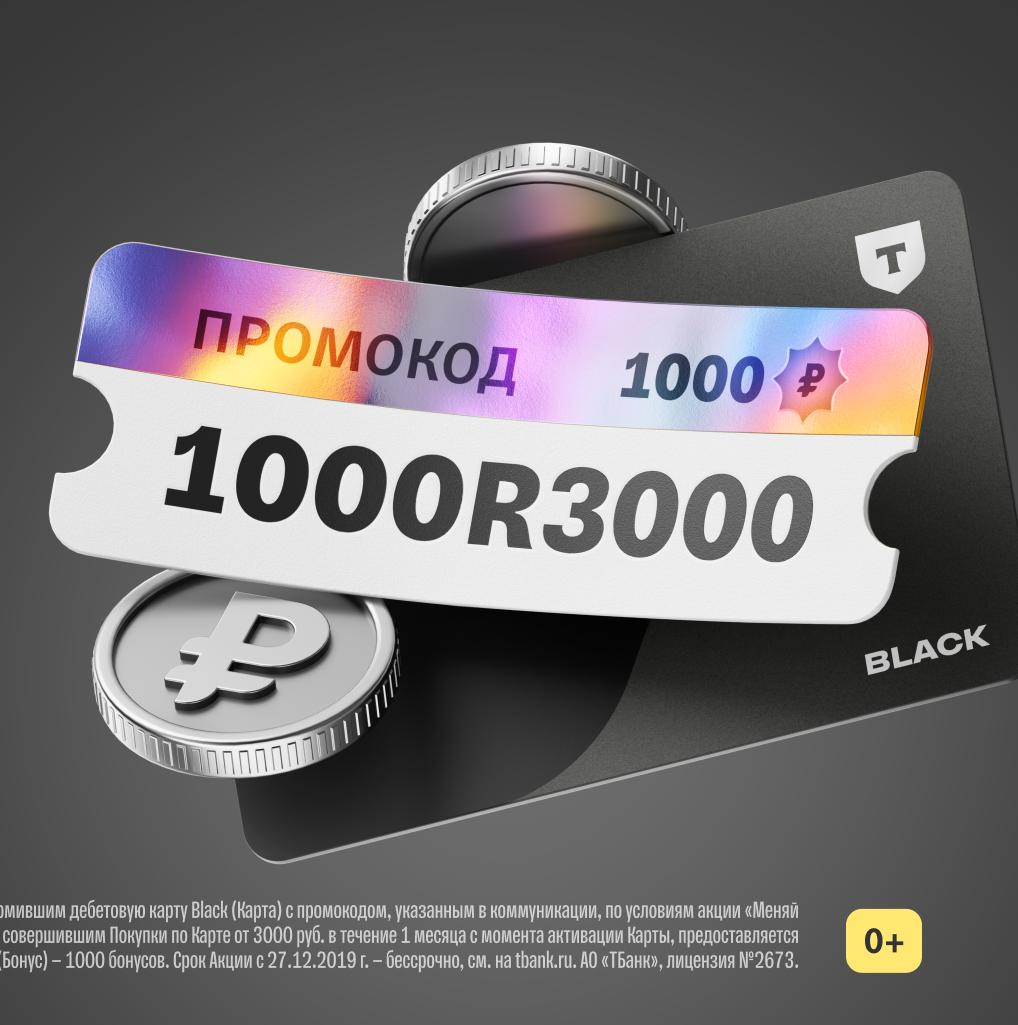 T
ПРОМОКОД 1000 ₽
1000R3000
₽
BLACK
дебетовую карту Black (Карта) с промокодом, указанным в коммуникации, по условиям акции «Меняй
совершившим Покупки по Карте от 3000 руб. в течение 1 месяца с момента активации Карты, предоставляется
(Бонус) – 1000 бонусов. Срок Акции с 27.12.2019 г. – бессрочно, см. на tbank.ru. АО «ТБанк», лицензия №2673.
0+